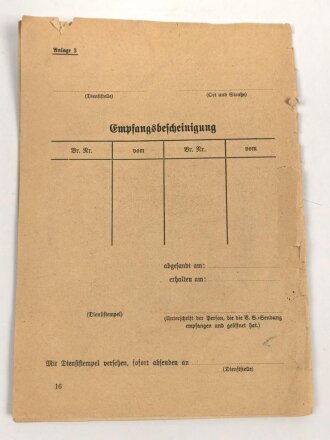 Anlage 3
(Dienststelle) (Ort und Straße)
Empfangsbescheinigung
Br. Nr. vom Br. Nr. vom
abgesandt am:
erhalten am:
(Dienststempel) (Unterschrift der Person, die die V. S.-Sendung
empfangen und geöffnet hat.)
Mit Dienststempel versehen, sofort absenden an
(Dienststelle)
16